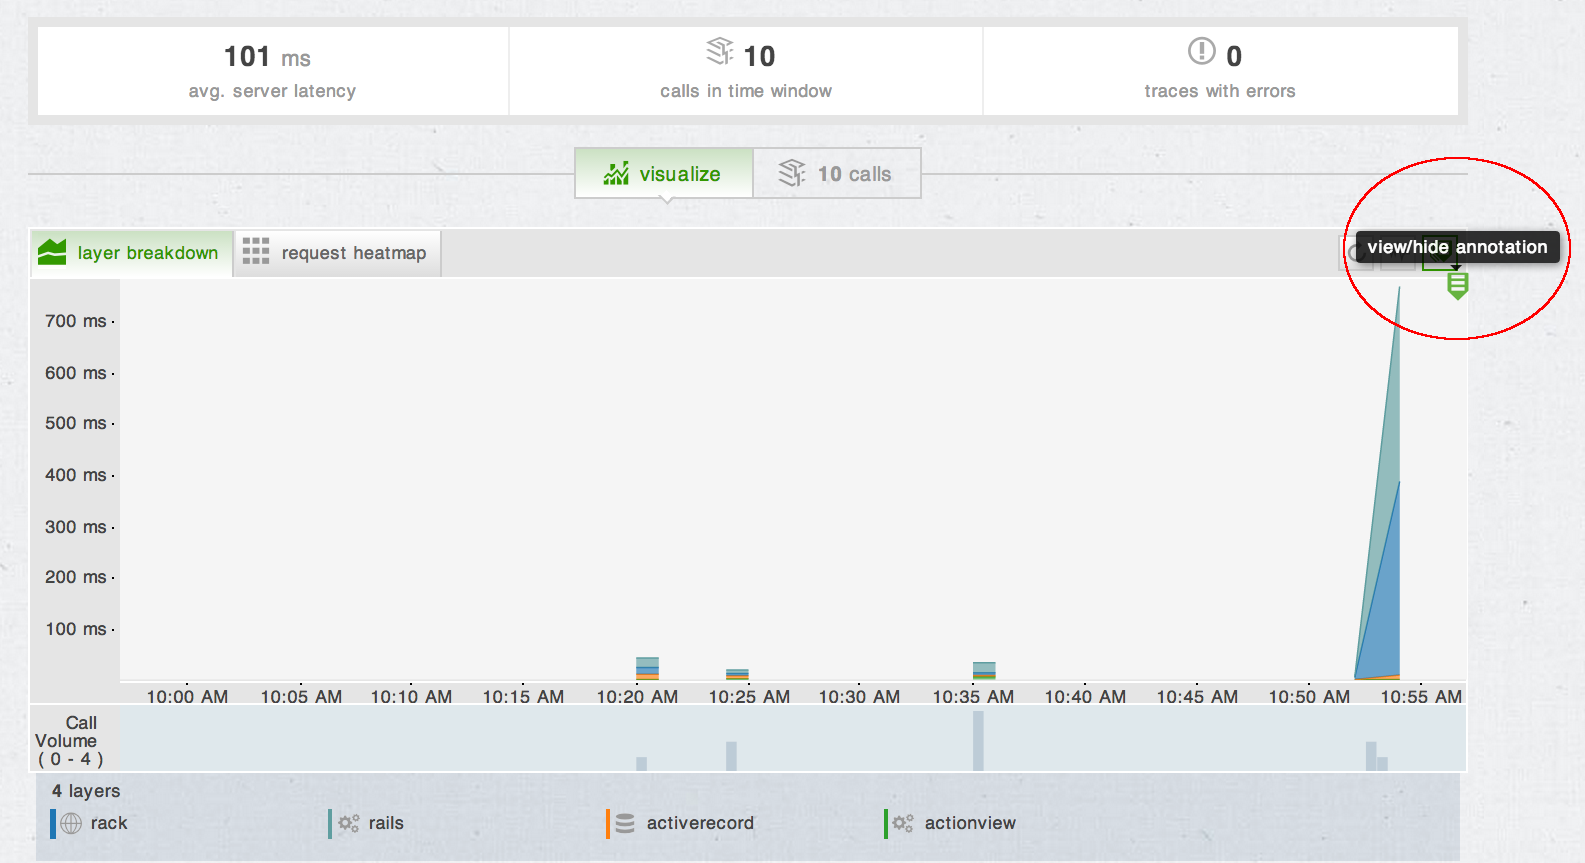 101 ms
avg. server latency
10
calls in time window
0
traces with errors
visualize
10 calls
layer breakdown
request heatmap
view/hide annotation
700 ms
600 ms
500 ms
400 ms
300 ms
200 ms
100 ms
10:00 AM 10:05 AM 10:10 AM 10:15 AM 10:20 AM 10:25 AM 10:30 AM 10:35 AM 10:40 AM 10:45 AM 10:50 AM 10:55 AM
Call
Volume
( 0 - 4 )
4 layers
rack
rails
activerecord
actionview